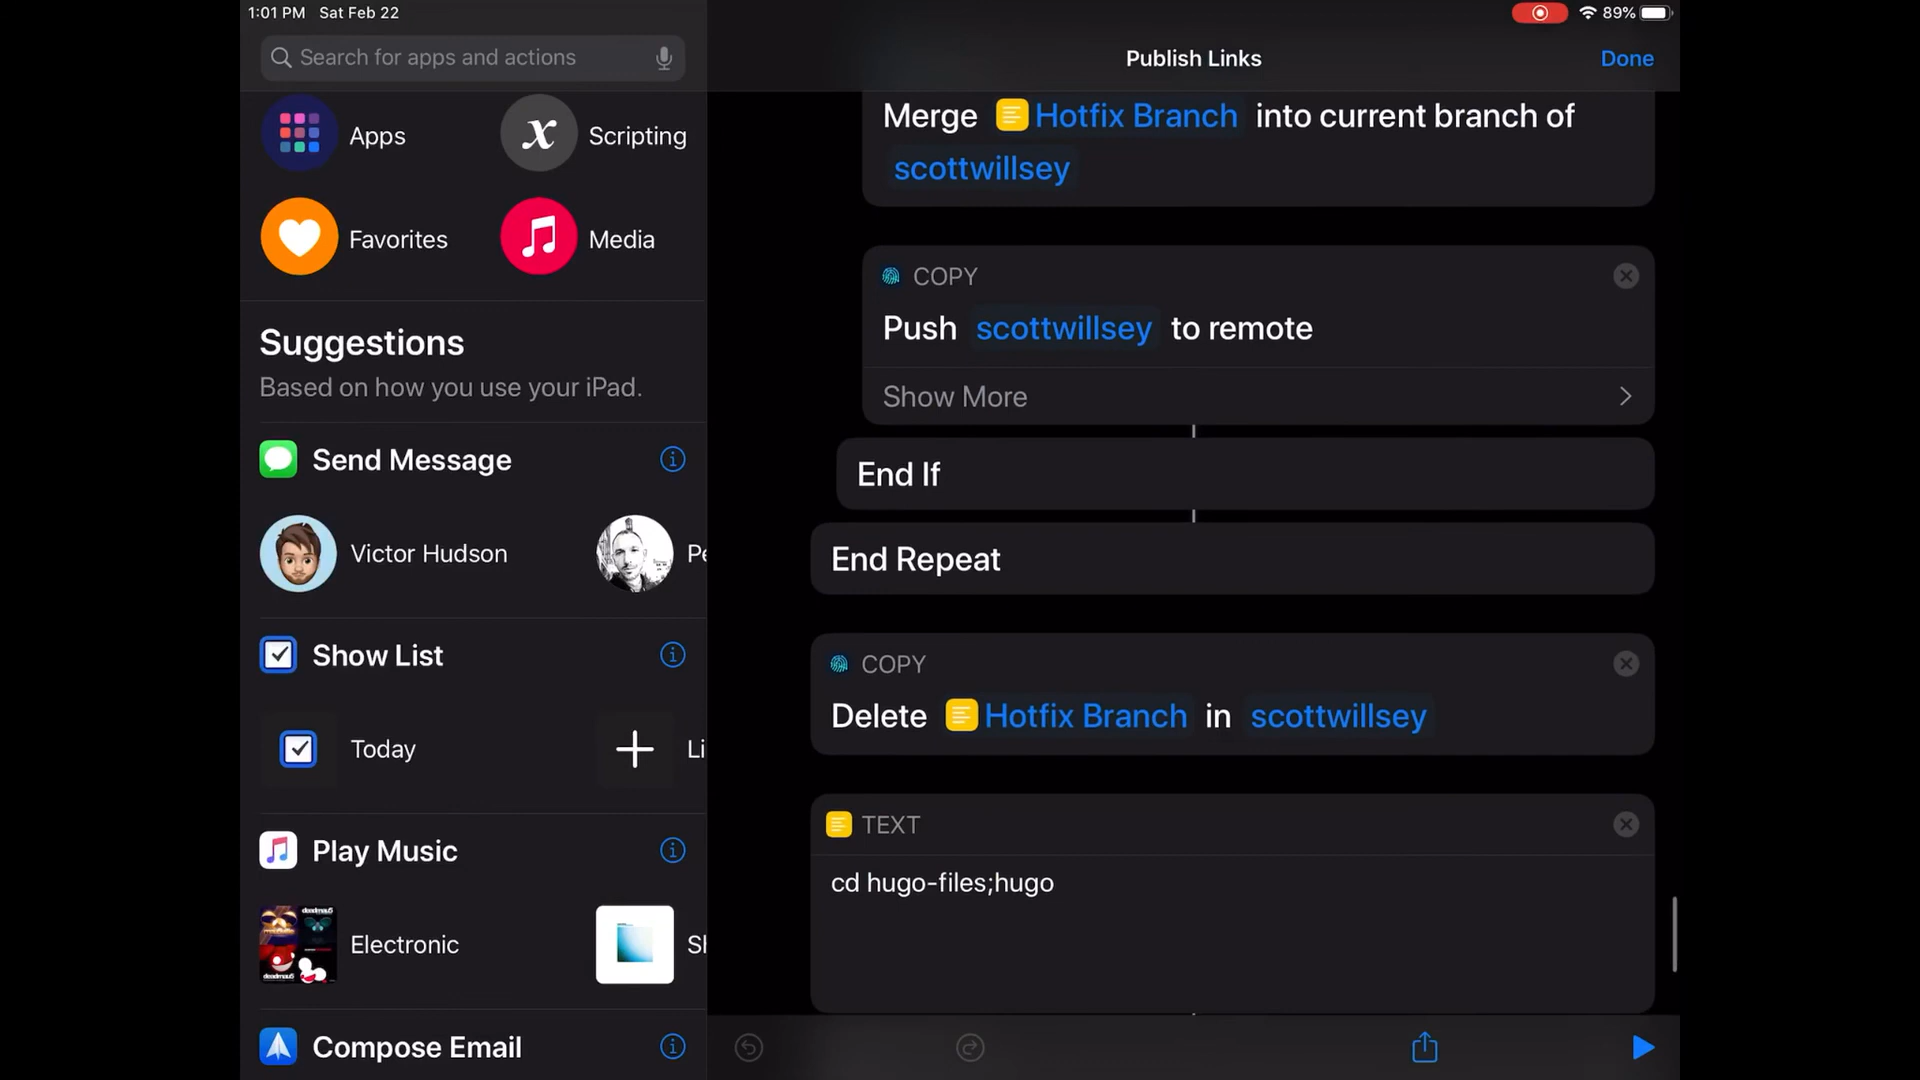 1:01 PM Sat Feb 22
89%
Search for apps and actions
Apps
Scripting
Favorites
Media
Suggestions
Based on how you use your iPad.
Send Message
Victor Hudson
Pe
Show List
Today
Li
Play Music
Electronic
Compose Email
Publish Links
Done
Merge Hotfix Branch into current branch of
scottwillsey
COPY
Push scottwillsey to remote
Show More
End If
End Repeat
COPY
Delete Hotfix Branch in scottwillsey
TEXT
cd hugo-files;hugo